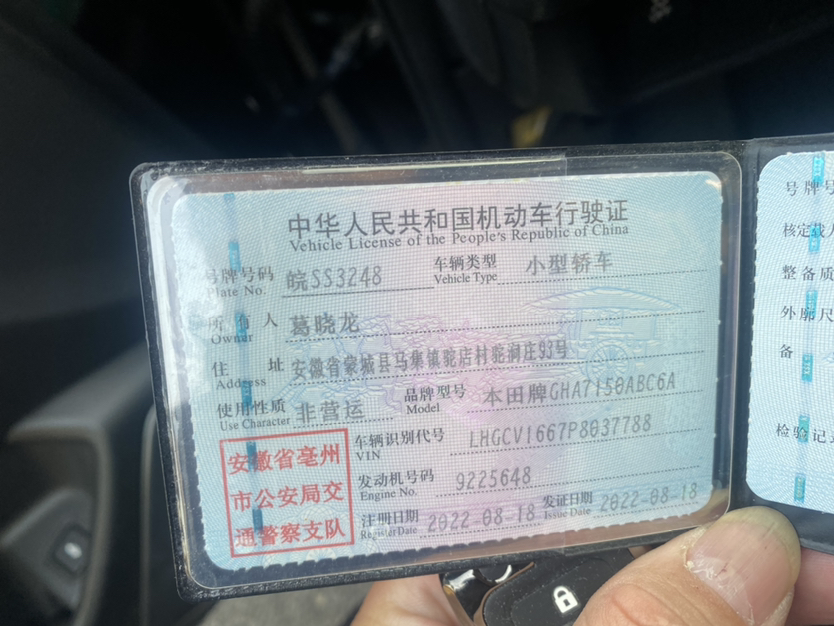 中华人民共和国机动车行驶证
Vehicle License of the People's Republic of China
号牌号码 皖SS3248 车辆类型 小型轿车
Plate No. Vehicle Type
所有人 葛晓龙
Owner
住址 安徽省蒙城县马集镇驼店村驼涧庄93号
Address
使用性质 非营运 品牌型号 本田牌GHA7150ABC6A
Use Character Model
车辆识别代号 LHGCV1667P8037788
VIN
发动机号码 9225648
Engine No.
注册日期 2022-08-18 发证日期 2022-08-18
Register Date Issue Date
安徽省亳州
市公安局交
通警察支队
号牌号
核定载人
整备质
外廓尺
备
检验记